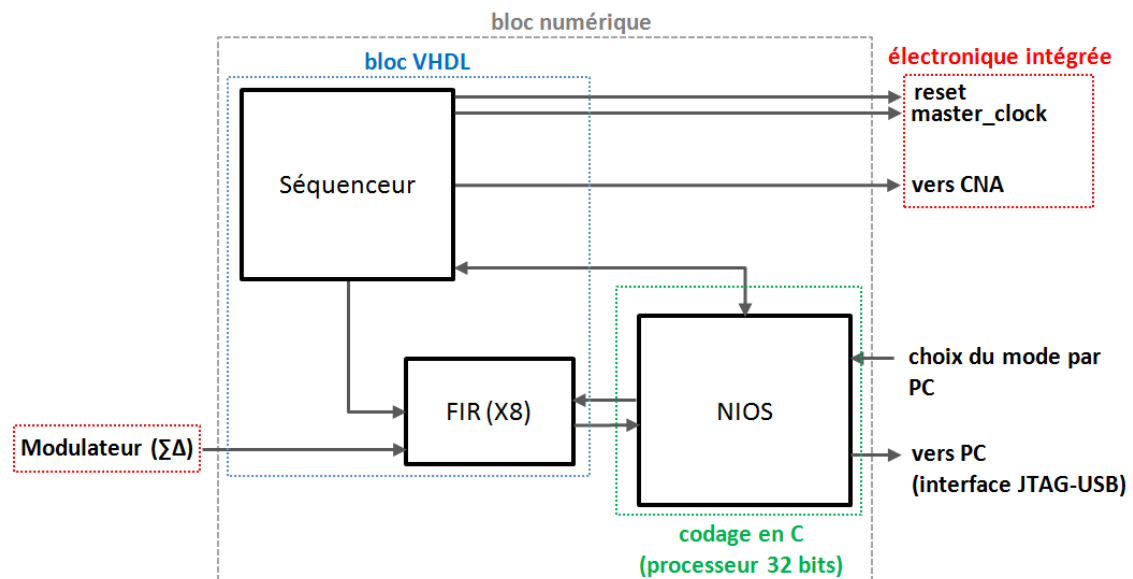 bloc numérique
bloc VHDL
électronique intégrée
reset
master_clock
Séquenceur
vers CNA
choix du mode par
PC
FIR (X8)
NIOS
Modulateur (∑Δ)
vers PC
(interface JTAG-USB)
codage en C
(processeur 32 bits)